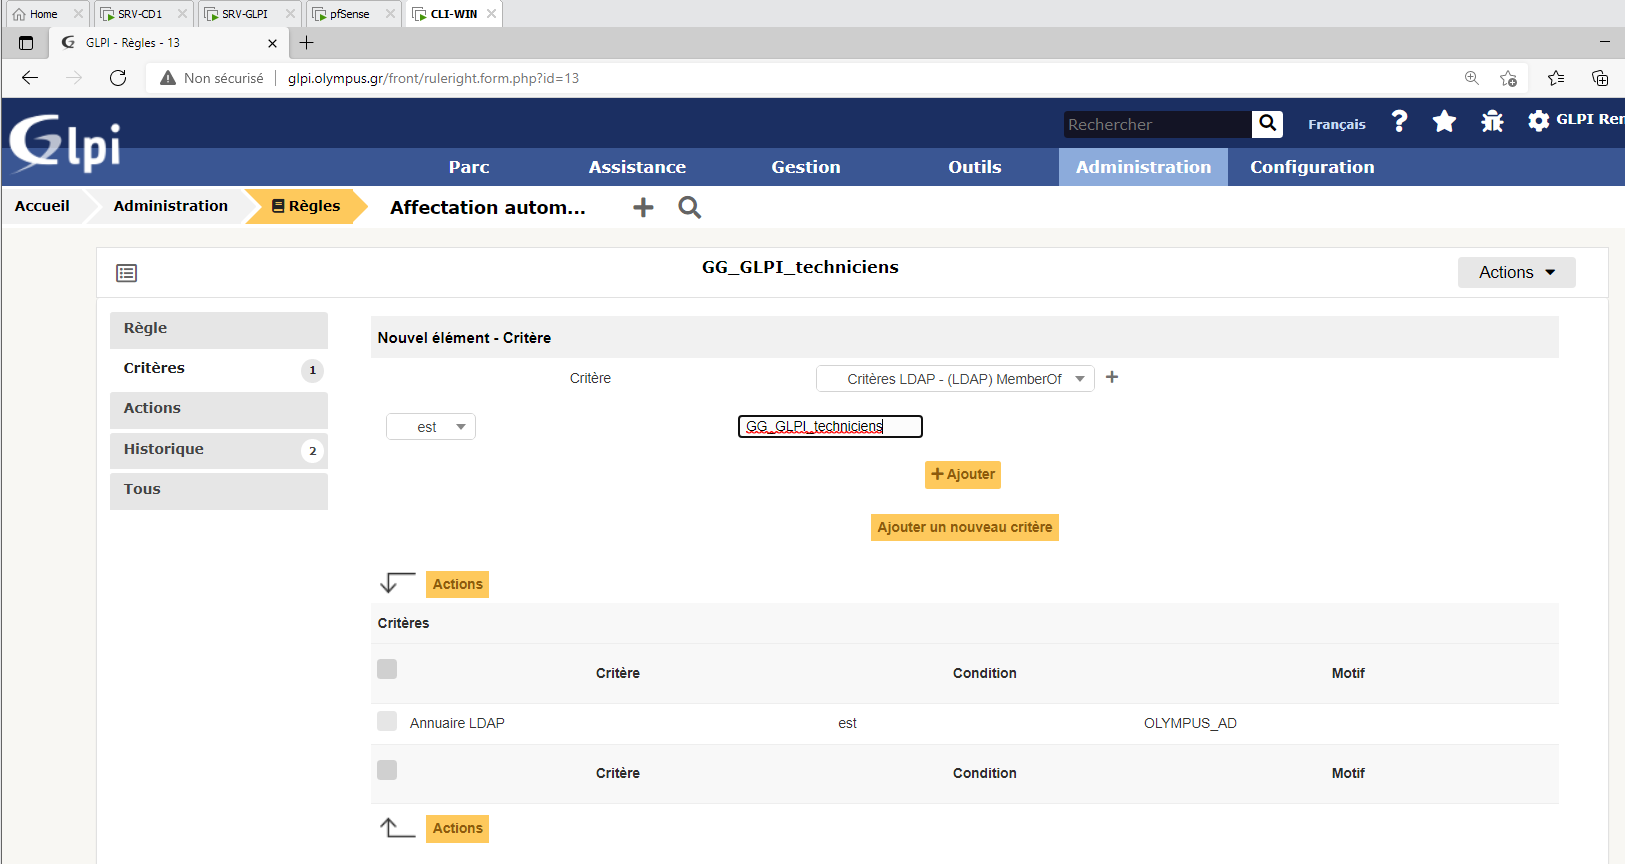 Home SRV-CD1 SRV-GLPI pfSense CLI-WIN
GLPI - Règles - 13
Non sécurisé glpi.olympus.gr/front/ruleright.form.php?id=13
Glpi
Rechercher Français ? GLPI Ren
Parc Assistance Gestion Outils Administration Configuration
Accueil Administration Règles Affectation autom...
GG_GLPI_techniciens
Actions
Règle
Critères 1
Actions
Historique 2
Tous
Nouvel élément - Critère
Critère Critères LDAP - (LDAP) MemberOf
est GG_GLPI_techniciens
+ Ajouter
Ajouter un nouveau critère
Actions
Critères
Critère Condition Motif
Annuaire LDAP est OLYMPUS_AD
Critère Condition Motif
Actions